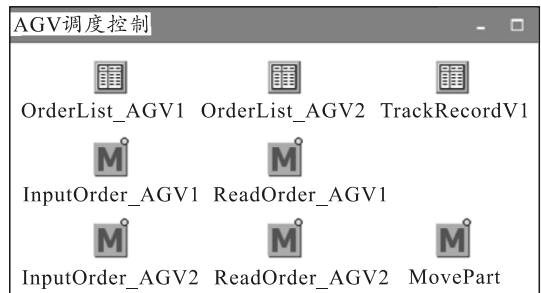 AGV调度控制
OrderList_AGV1 OrderList_AGV2 TrackRecordV1
M M
InputOrder_AGV1 ReadOrder_AGV1
M M M
InputOrder_AGV2 ReadOrder_AGV2 MovePart